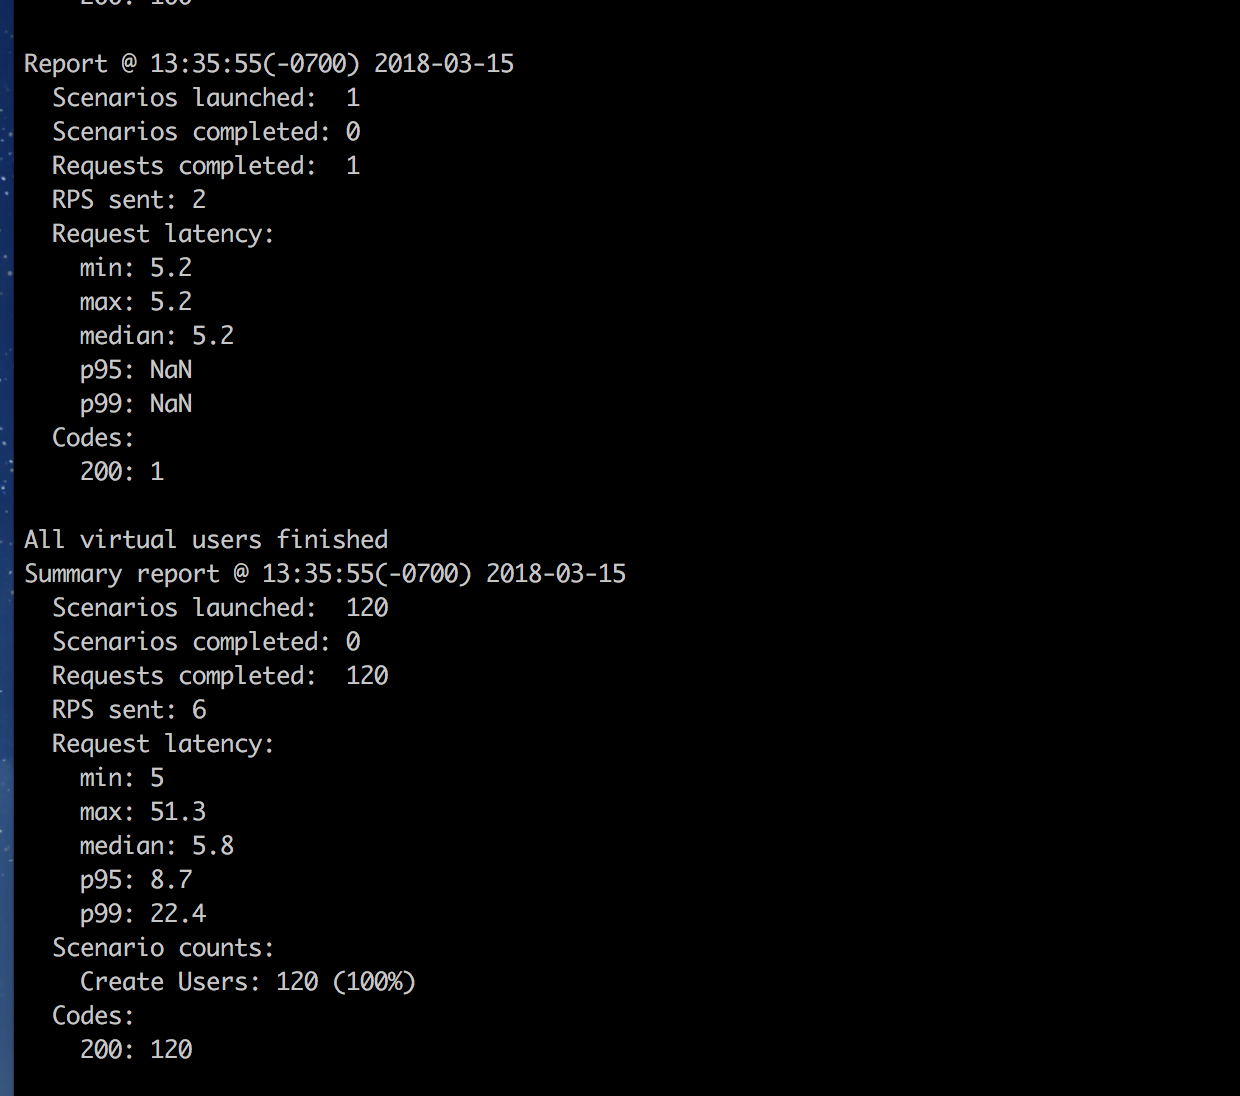 200: 100
Report @ 13:35:55(-0700) 2018-03-15
Scenarios launched:  1
Scenarios completed: 0
Requests completed:  1
RPS sent: 2
Request latency:
min: 5.2
max: 5.2
median: 5.2
p95: NaN
p99: NaN
Codes:
200: 1
All virtual users finished
Summary report @ 13:35:55(-0700) 2018-03-15
Scenarios launched:  120
Scenarios completed: 0
Requests completed:  120
RPS sent: 6
Request latency:
min: 5
max: 51.3
median: 5.8
p95: 8.7
p99: 22.4
Scenario counts:
Create Users: 120 (100%)
Codes:
200: 120